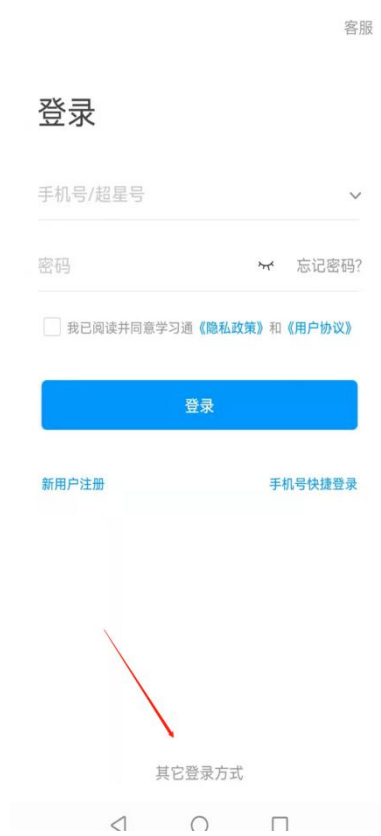 客服
登录
手机号/超星号
密码 忘记密码?
我已阅读并同意学习通《隐私政策》和《用户协议》
登录
新用户注册 手机号快捷登录
其它登录方式